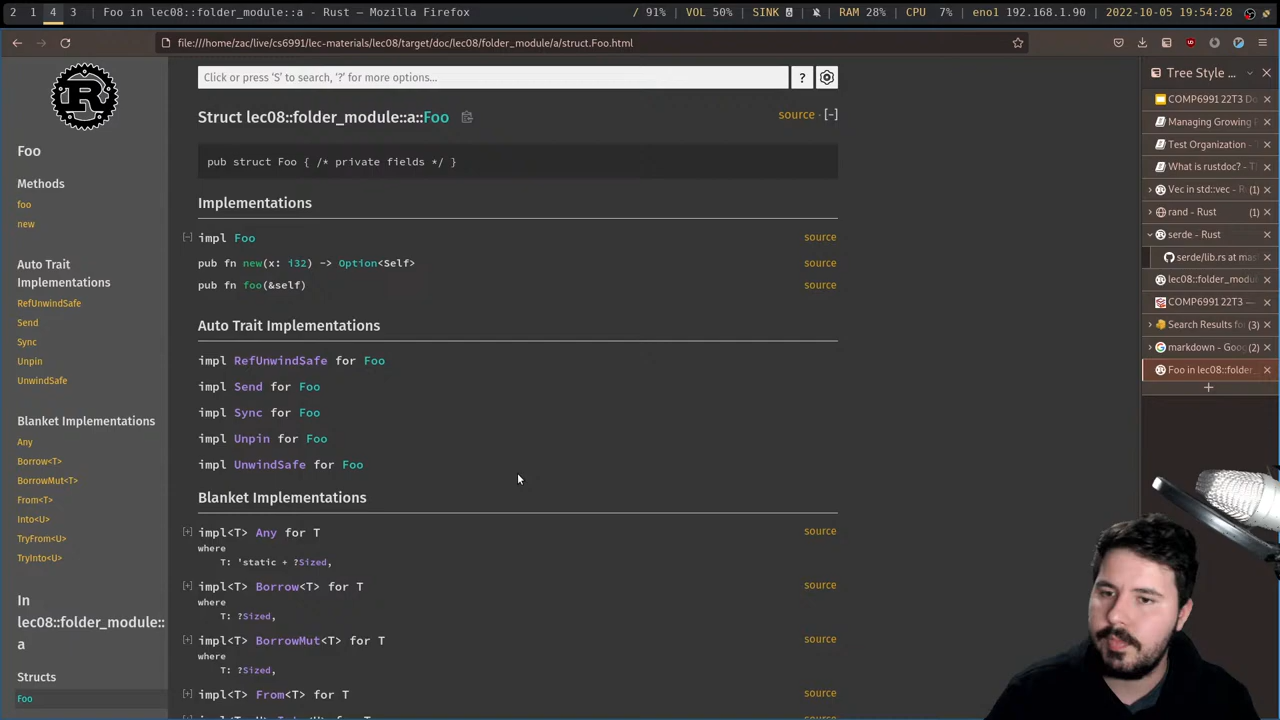 2 1 4 3 Foo in lec08::folder_module::a - Rust — Mozilla Firefox / 91% VOL 50% SINK RAM 28% CPU 7% eno1 192.168.1.90 2022-10-05 19:54:28
file:///home/zac/live/cs6991/lec-materials/lec08/target/doc/lec08/folder_module/a/struct.Foo.html
Foo
Methods
foo
new
Auto Trait
Implementations
RefUnwindSafe
Send
Sync
Unpin
UnwindSafe
Blanket Implementations
Any
Borrow<T>
BorrowMut<T>
From<T>
Into<U>
TryFrom<U>
TryInto<U>
In
lec08::folder_module::
a
Structs
Foo
Click or press 'S' to search, '?' for more options...
?
Struct lec08::folder_module::a::Foo
source · [-]
pub struct Foo { /* private fields */ }
Implementations
[-] impl Foo source
pub fn new(x: i32) -> Option<Self> source
pub fn foo(&self) source
Auto Trait Implementations
impl RefUnwindSafe for Foo
impl Send for Foo
impl Sync for Foo
impl Unpin for Foo
impl UnwindSafe for Foo
Blanket Implementations
[+] impl<T> Any for T source
where
T: 'static + ?Sized,
[+] impl<T> Borrow<T> for T source
where
T: ?Sized,
[+] impl<T> BorrowMut<T> for T source
where
T: ?Sized,
[+] impl<T> From<T> for T source
Tree Style ...
COMP6991 22T3 Do
Managing Growing
Test Organization -
What is rustdoc? - T
Vec in std::vec - R (1)
rand - Rust (1)
serde - Rust
serde/lib.rs at mas
lec08::folder_modu
COMP6991 22T3 —
Search Results fo (3)
markdown - Goog (2)
Foo in lec08::folder_
+